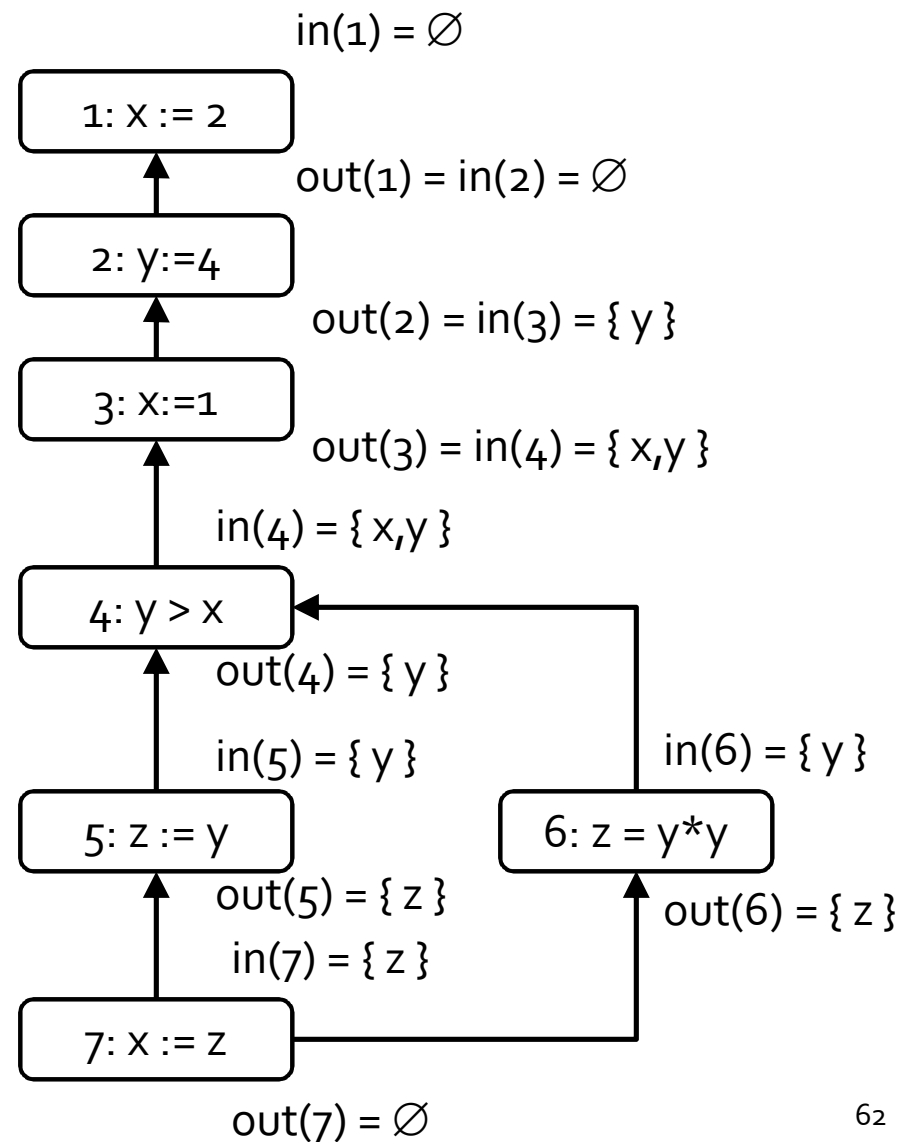 in(1) = ∅
1: x := 2
out(1) = in(2) = ∅
2: y:=4
out(2) = in(3) = { y }
3: x:=1
out(3) = in(4) = { x,y }
in(4) = { x,y }
4: y > x
out(4) = { y }
in(5) = { y }
in(6) = { y }
5: z := y
6: z = y*y
out(5) = { z }
out(6) = { z }
in(7) = { z }
7: x := z
out(7) = ∅
62